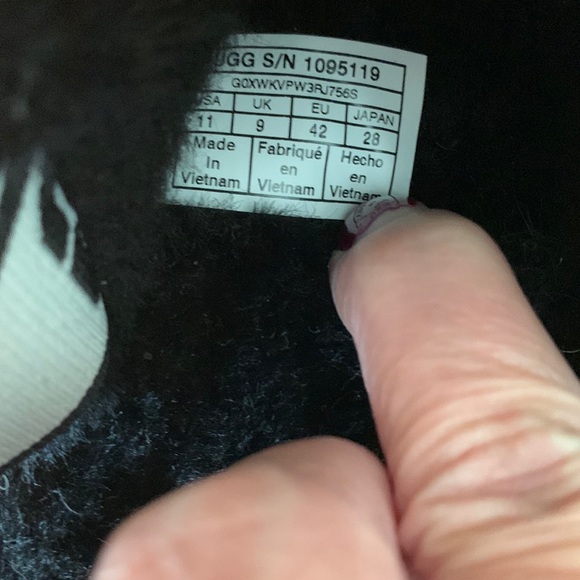 UGG S/N 1095119
G0XWKVPW3RJ756S
USA UK EU JAPAN
11 9 42 28
Made In Vietnam
Fabriqué en Vietnam
Hecho en Vietnam